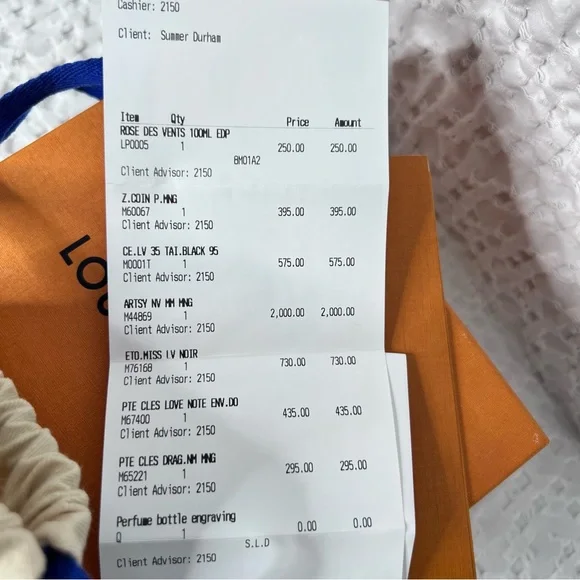 Cashier: 2150
Client: Summer Durham
Item Qty Price Amount
ROSE DES VENTS 100ML EDP
LP0005 1 250.00 250.00
BM01A2
Client Advisor: 2150
Z.COIN P.MNG
M60067 1 395.00 395.00
Client Advisor: 2150
CE.LV 35 TAI.BLACK 95
M0001T 1 575.00 575.00
Client Advisor: 2150
ARTSY NV MM MNG
M44869 1 2,000.00 2,000.00
Client Advisor: 2150
ETD.MISS LV NOIR
M76168 1 730.00 730.00
Client Advisor: 2150
PTE CLES LOVE NOTE ENV.DO
M67400 1 435.00 435.00
Client Advisor: 2150
PTE CLES DRAG.NM MNG
M65221 1 295.00 295.00
Client Advisor: 2150
Perfume bottle engraving
Q 1 0.00 0.00
S.L.D
Client Advisor: 2150
LOU